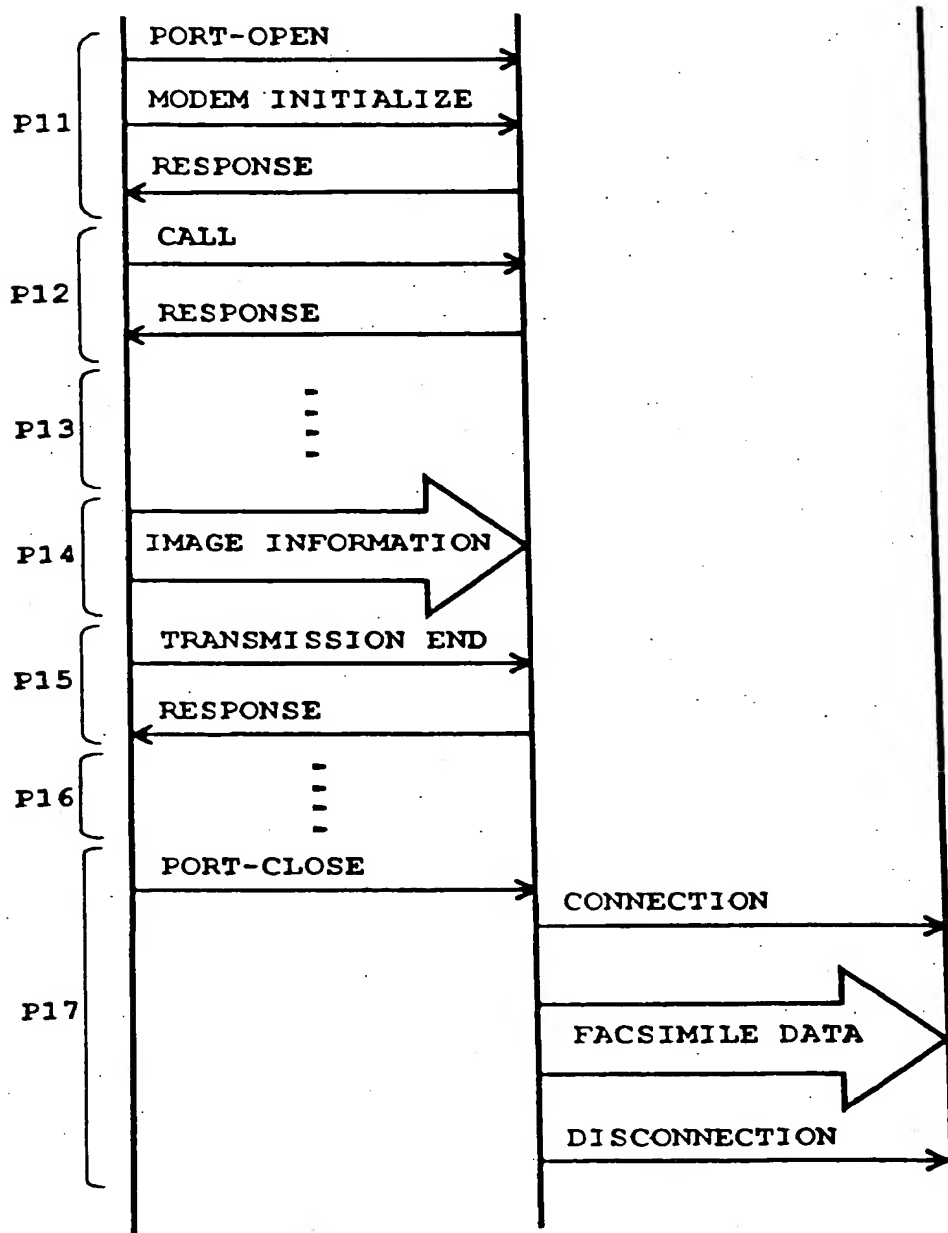 PORT-OPEN
MODEM INITIALIZE
P11
RESPONSE
CALL
P12
RESPONSE
P13
IMAGE INFORMATION
P14
TRANSMISSION END
P15
RESPONSE
P16
PORT-CLOSE
CONNECTION
P17
FACSIMILE DATA
DISCONNECTION